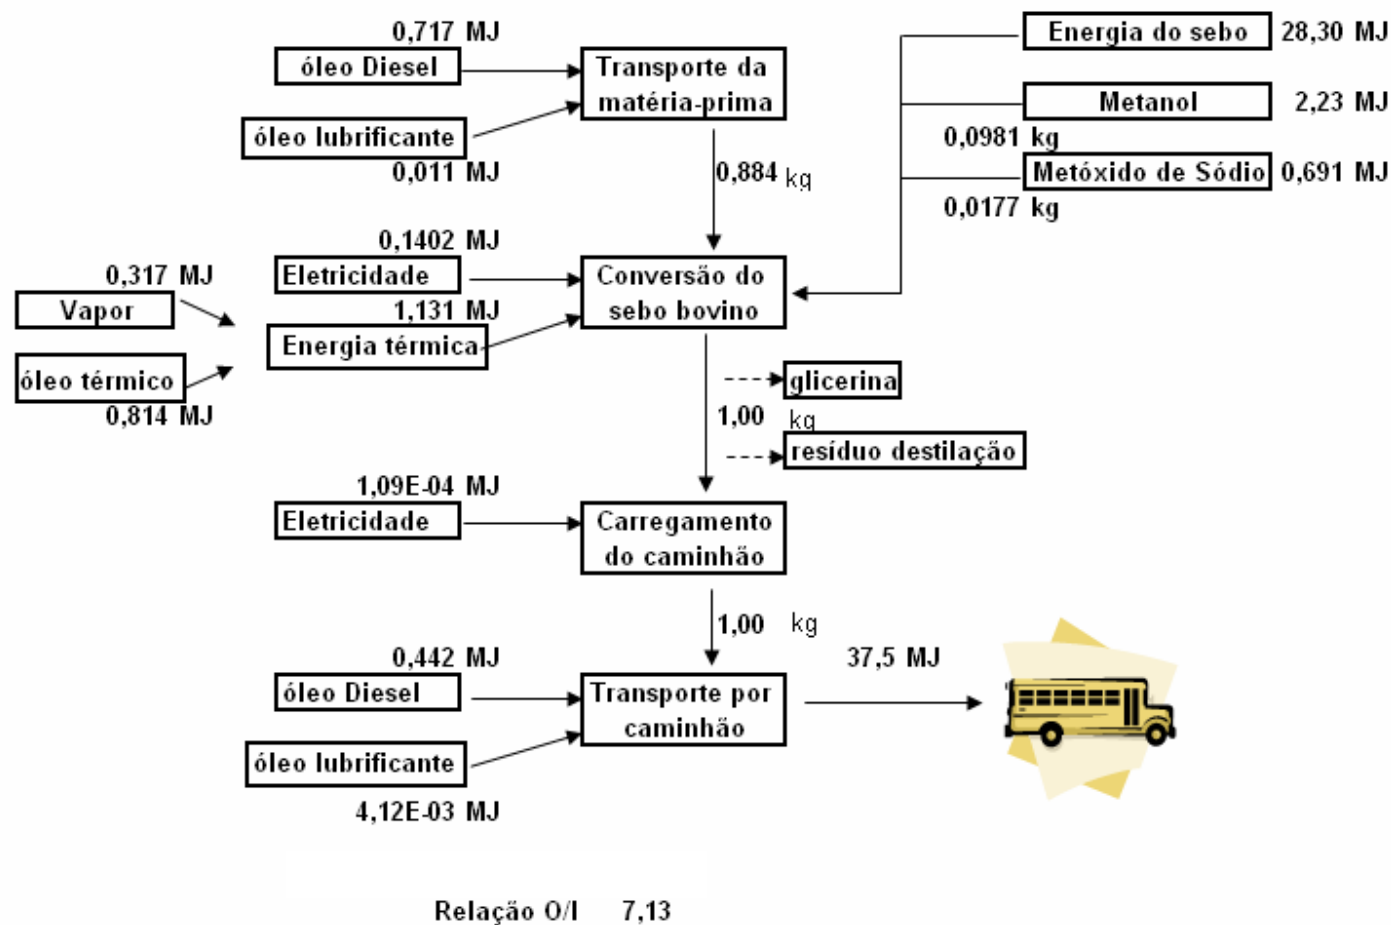 0,717 MJ
óleo Diesel
Transporte da
matéria-prima
óleo lubrificante
0,011 MJ
0,884 kg
Energia do sebo 28,30 MJ
Metanol 2,23 MJ
0,0981 kg
Metóxido de Sódio 0,691 MJ
0,0177 kg
0,1402 MJ
Eletricidade
Conversão do
sebo bovino
0,317 MJ
Vapor
1,131 MJ
Energia térmica
óleo térmico
0,814 MJ
glicerina
1,00 kg
resíduo destilação
1,09E-04 MJ
Eletricidade
Carregamento
do caminhão
1,00 kg
0,442 MJ
óleo Diesel
Transporte por
caminhão
37,5 MJ
óleo lubrificante
4,12E-03 MJ
Relação O/I 7,13